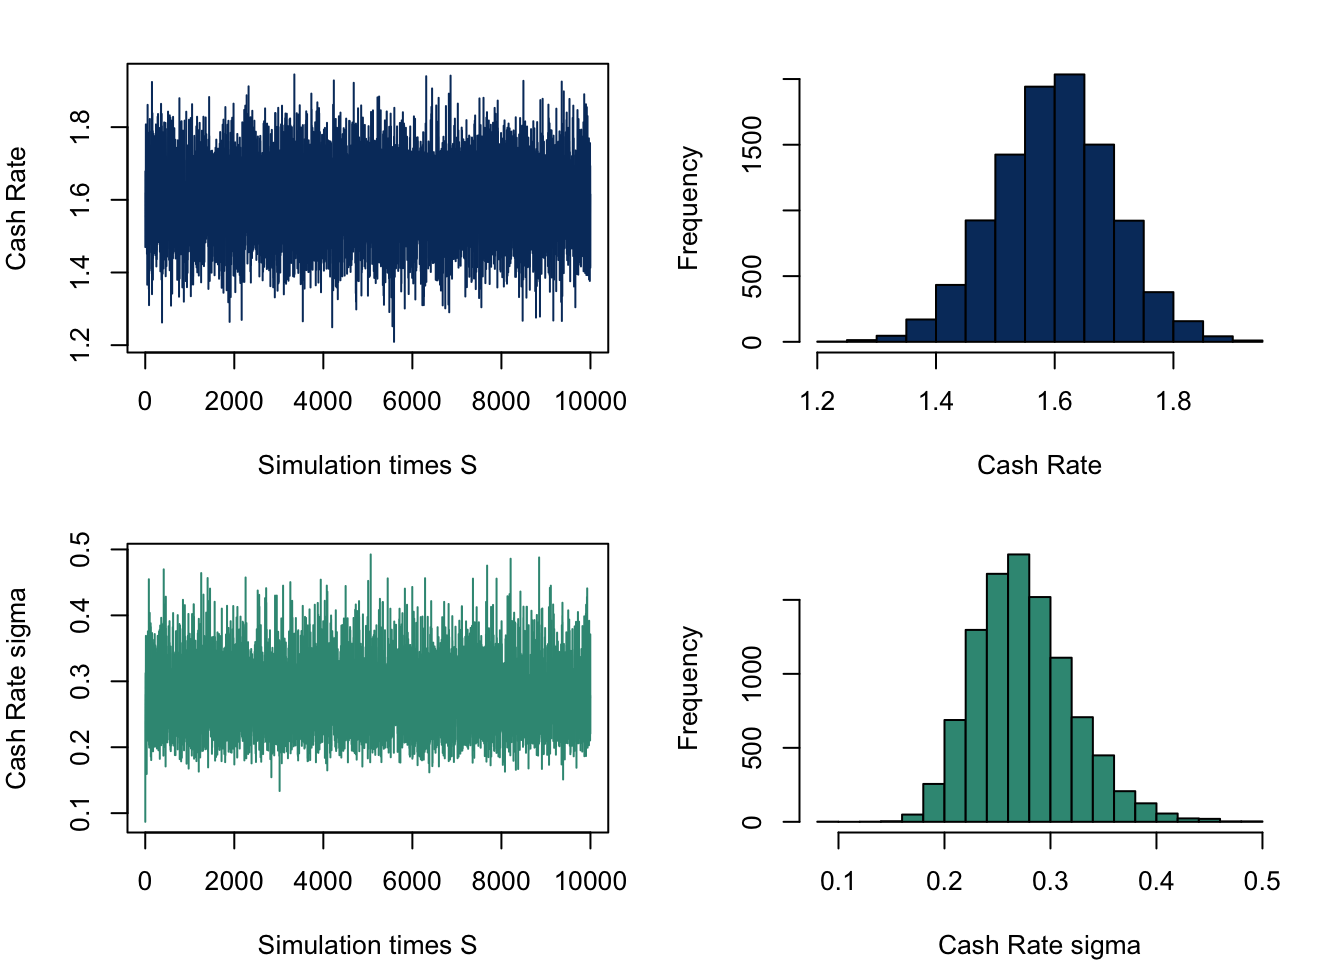 Cash Rate
1.8
1.6
1.4
1.2
0 2000 4000 6000 8000 10000
Simulation times S
Frequency
1500
500
0
1.2 1.4 1.6 1.8
Cash Rate
Cash Rate sigma
0.5
0.4
0.3
0.2
0.1
0 2000 4000 6000 8000 10000
Simulation times S
Frequency
1000
500
0
0.1 0.2 0.3 0.4 0.5
Cash Rate sigma